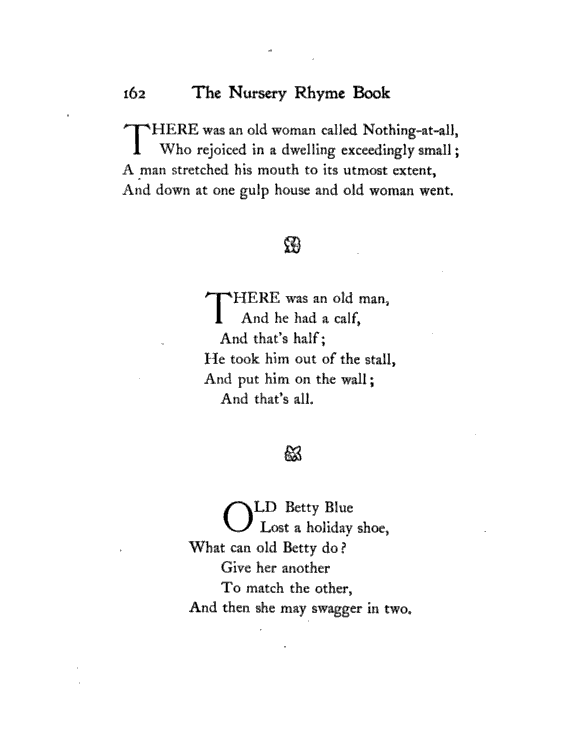 162 The Nursery Rhyme Book
THERE was an old woman called Nothing-at-all,
Who rejoiced in a dwelling exceedingly small;
A man stretched his mouth to its utmost extent,
And down at one gulp house and old woman went.
THERE was an old man,
And he had a calf,
And that's half;
He took him out of the stall,
And put him on the wall;
And that's all.
OLD Betty Blue
Lost a holiday shoe,
What can old Betty do?
Give her another
To match the other,
And then she may swagger in two.